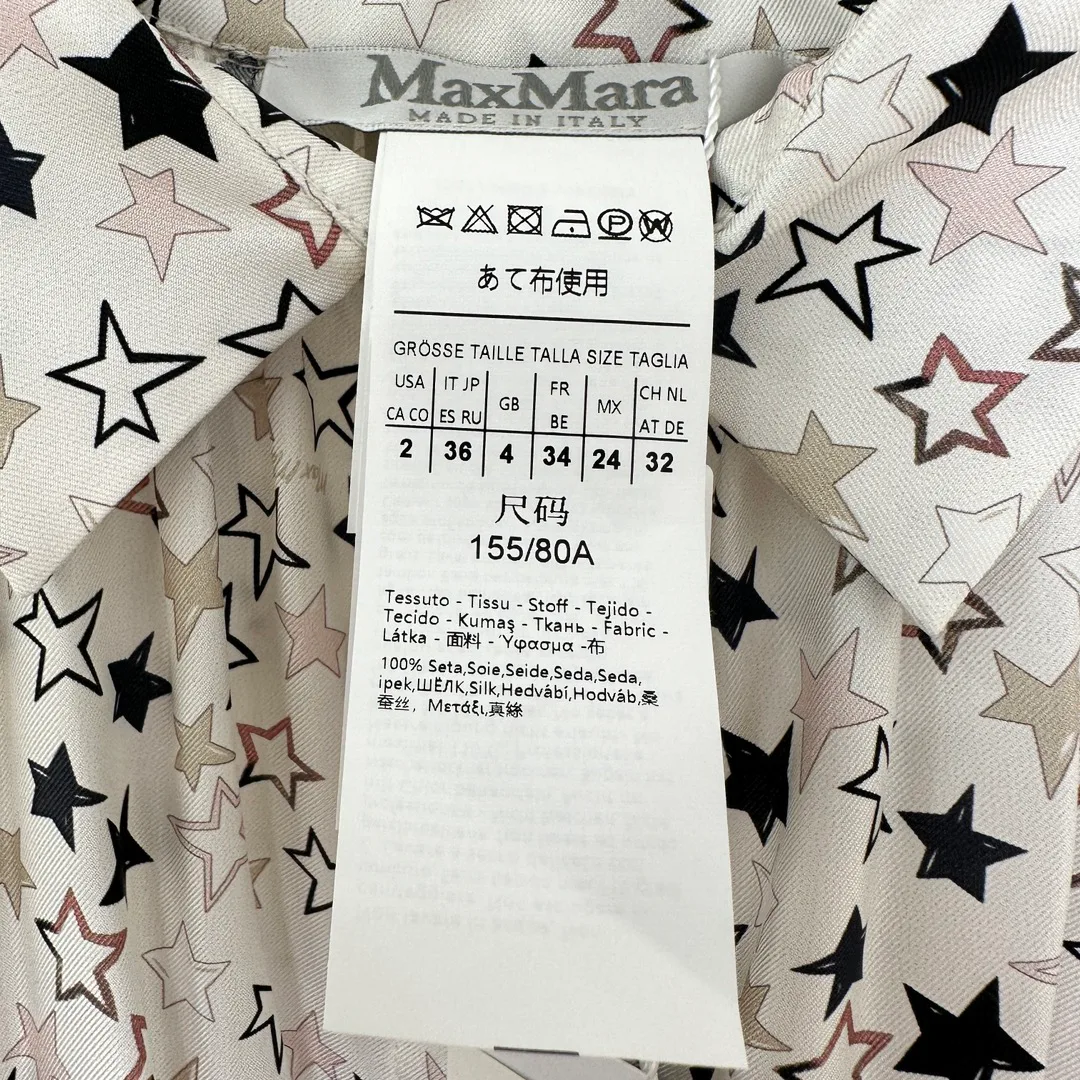 MaxMara
MADE IN ITALY
P W
あて布使用
GRÖSSE TAILLE TALLA SIZE TAGLIA
USA IT JP GB FR MX CH NL
CA CO ES RU BE AT DE
2 36 4 34 24 32
尺码
155/80A
Tessuto - Tissu - Stoff - Tejido -
Tecido - Kumaş - Ткань - Fabric -
Látka - 面料 - Ύφασμα -布
100% Seta,Soie,Seide,Seda,Seda,
ipek,ШЁЛК,Silk,Hedvábí,Hodváb,桑
蚕丝, Μετάξι,真絲